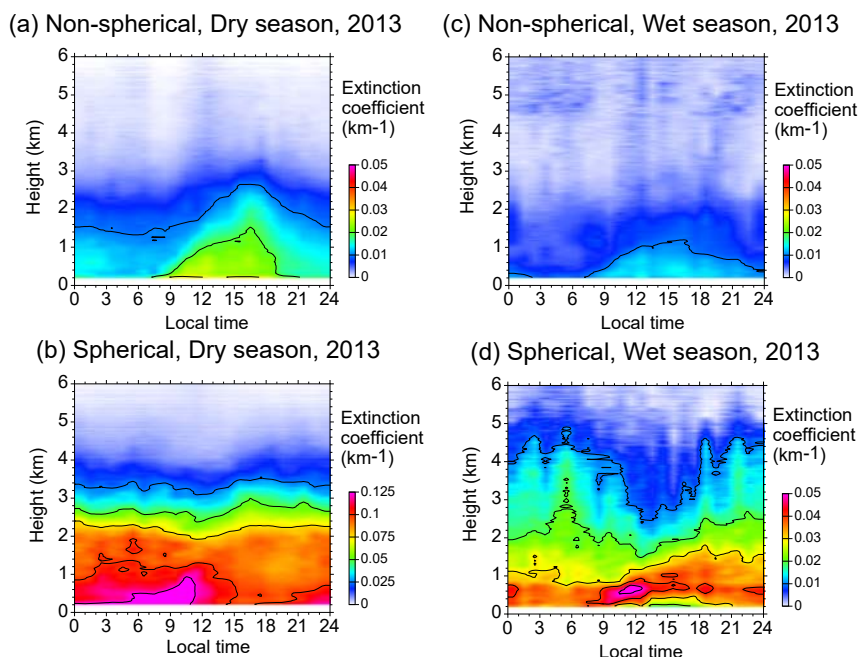 (a) Non-spherical, Dry season, 2013
6
5
4
3
2
1
0
Height (km)
0 3 6 9 12 15 18 21 24
Local time
Extinction
coefficient
(km-1)
0.05
0.04
0.03
0.02
0.01
0
(c) Non-spherical, Wet season, 2013
6
5
4
3
2
1
0
Height (km)
0 3 6 9 12 15 18 21 24
Local time
Extinction
coefficient
(km-1)
0.05
0.04
0.03
0.02
0.01
0
(b) Spherical, Dry season, 2013
6
5
4
3
2
1
0
Height (km)
0 3 6 9 12 15 18 21 24
Local time
Extinction
coefficient
(km-1)
0.125
0.1
0.075
0.05
0.025
0
(d) Spherical, Wet season, 2013
6
5
4
3
2
1
0
Height (km)
0 3 6 9 12 15 18 21 24
Local time
Extinction
coefficient
(km-1)
0.05
0.04
0.03
0.02
0.01
0